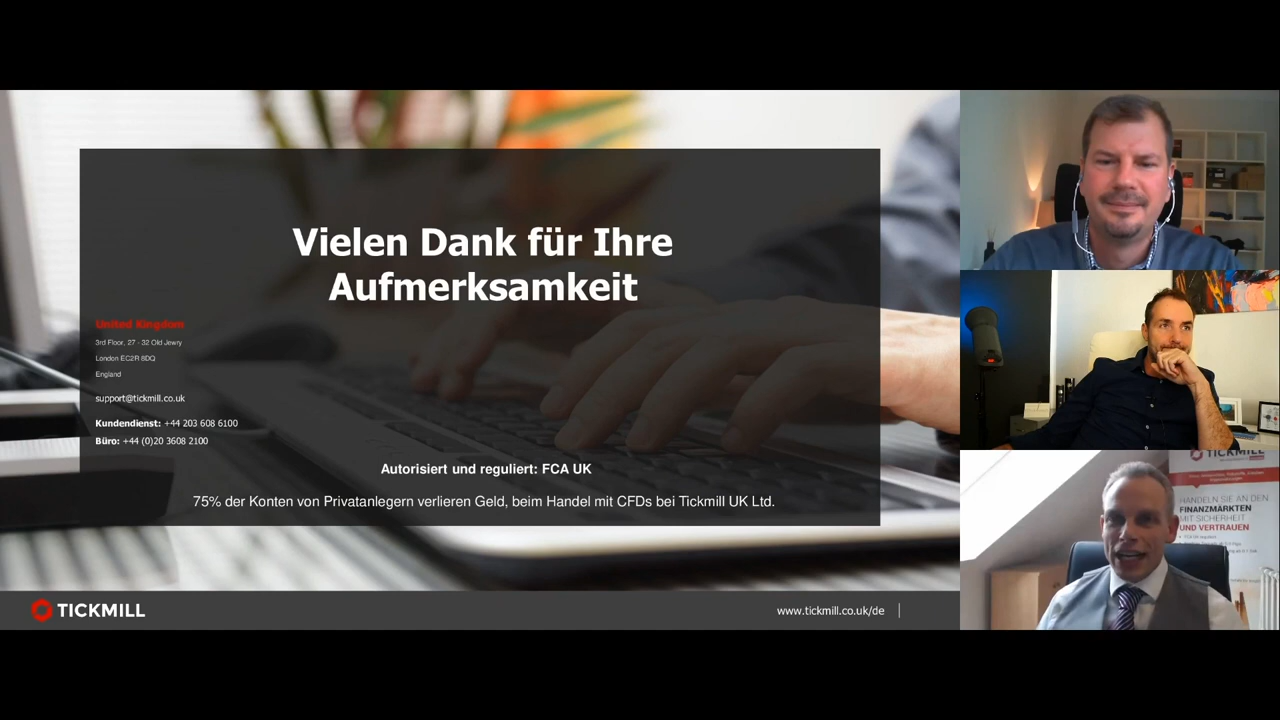 Vielen Dank für Ihre
Aufmerksamkeit
United Kingdom
3rd Floor, 27 - 32 Old Jewry
London EC2R 8DQ
England
support@tickmill.co.uk
Kundendienst: +44 203 608 6100
Büro: +44 (0)20 3608 2100
Autorisiert und reguliert: FCA UK
75% der Konten von Privatanlegern verlieren Geld, beim Handel mit CFDs bei Tickmill UK Ltd.
TICKMILL
www.tickmill.co.uk/de
TICKMILL
HANDELN SIE AN DEN
FINANZMÄRKTEN
MIT SICHERHEIT
UND VERTRAUEN